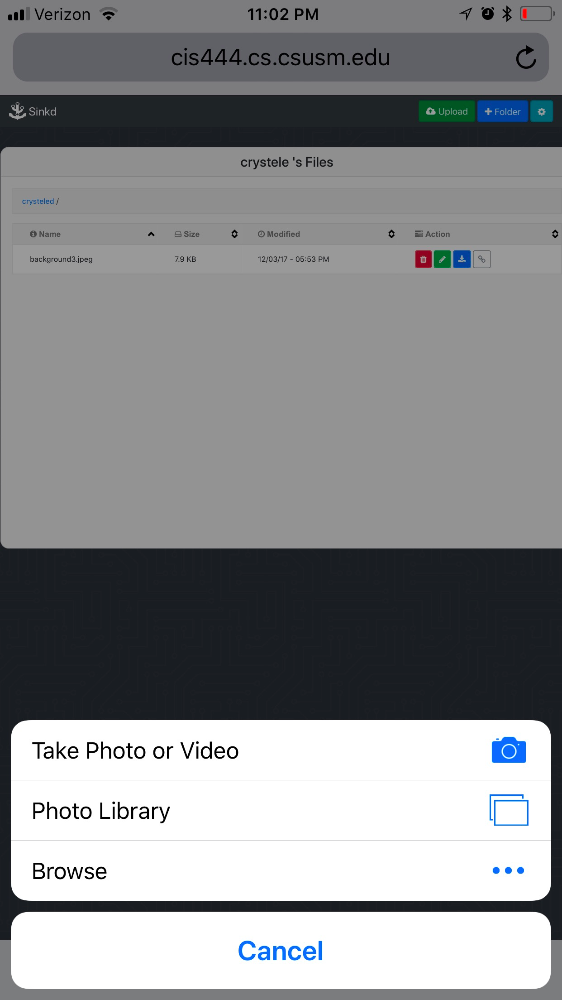 Verizon 11:02 PM
cis444.cs.csusm.edu
Sinkd Upload Folder
crystele 's Files
crysteled /
Name Size Modified Action
background3.jpeg 7.9 KB 12/03/17 - 05:53 PM
Take Photo or Video
Photo Library
Browse
Cancel